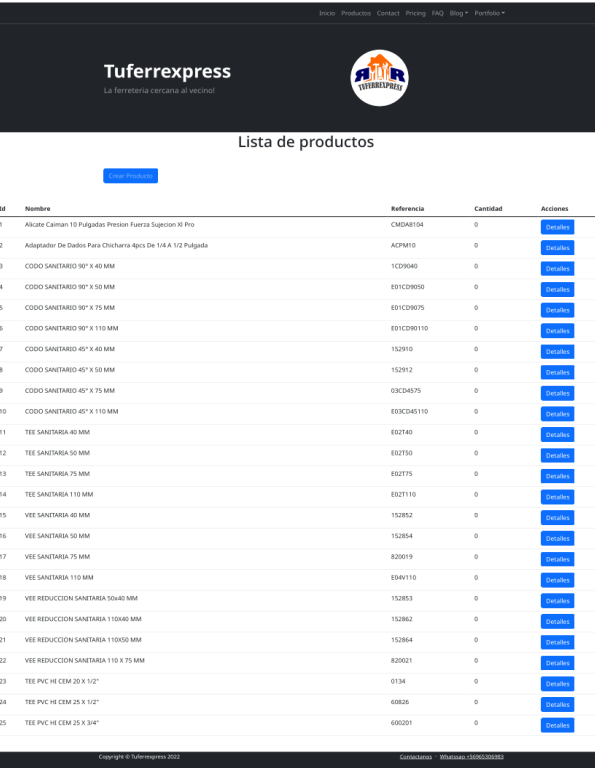 Inicio Productos Contact Pricing FAQ Blog Portfolio
Tuferrexpress
La ferreteria cercana al vecino!
TUFERREXPRESS
Lista de productos
Crear Producto
Id Nombre Referencia Cantidad Acciones
1 Alicate Caiman 10 Pulgadas Presion Fuerza Sujecion Xl Pro CMDA8104 0 Detalles
2 Adaptador De Dados Para Chicharra 4pcs De 1/4 A 1/2 Pulgada ACPM10 0 Detalles
3 CODO SANITARIO 90° X 40 MM 1CD9040 0 Detalles
4 CODO SANITARIO 90° X 50 MM E01CD9050 0 Detalles
5 CODO SANITARIO 90° X 75 MM E01CD9075 0 Detalles
6 CODO SANITARIO 90° X 110 MM E01CD90110 0 Detalles
7 CODO SANITARIO 45° X 40 MM 152910 0 Detalles
8 CODO SANITARIO 45° X 50 MM 152912 0 Detalles
9 CODO SANITARIO 45° X 75 MM 03CD4575 0 Detalles
10 CODO SANITARIO 45° X 110 MM E03CD45110 0 Detalles
11 TEE SANITARIA 40 MM E02T40 0 Detalles
12 TEE SANITARIA 50 MM E02T50 0 Detalles
13 TEE SANITARIA 75 MM E02T75 0 Detalles
14 TEE SANITARIA 110 MM E02T110 0 Detalles
15 VEE SANITARIA 40 MM 152852 0 Detalles
16 VEE SANITARIA 50 MM 152854 0 Detalles
17 VEE SANITARIA 75 MM 820019 0 Detalles
18 VEE SANITARIA 110 MM E04V110 0 Detalles
19 VEE REDUCCION SANITARIA 50x40 MM 152853 0 Detalles
20 VEE REDUCCION SANITARIA 110X40 MM 152862 0 Detalles
21 VEE REDUCCION SANITARIA 110X50 MM 152864 0 Detalles
22 VEE REDUCCION SANITARIA 110 X 75 MM 820021 0 Detalles
23 TEE PVC HI CEM 20 X 1/2" 0134 0 Detalles
24 TEE PVC HI CEM 25 X 1/2" 60826 0 Detalles
25 TEE PVC HI CEM 25 X 3/4" 600201 0 Detalles
Copyright © Tuferrexpress 2022 Contactanos · Whatsapp +56965306983